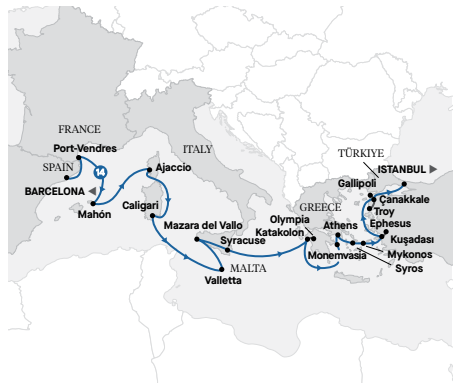 FRANCE
Port-Vendres
SPAIN
14
BARCELONA
Mahón
Ajaccio
ITALY
Caligari
Mazara del Vallo
Syracuse
MALTA
Valletta
TÜRKIYE
ISTANBUL
Gallipoli
Çanakkale
Troy
Ephesus
Olympia
GREECE
Katakolon
Athens
Kuşadası
Monemvasia
Mykonos
Syros